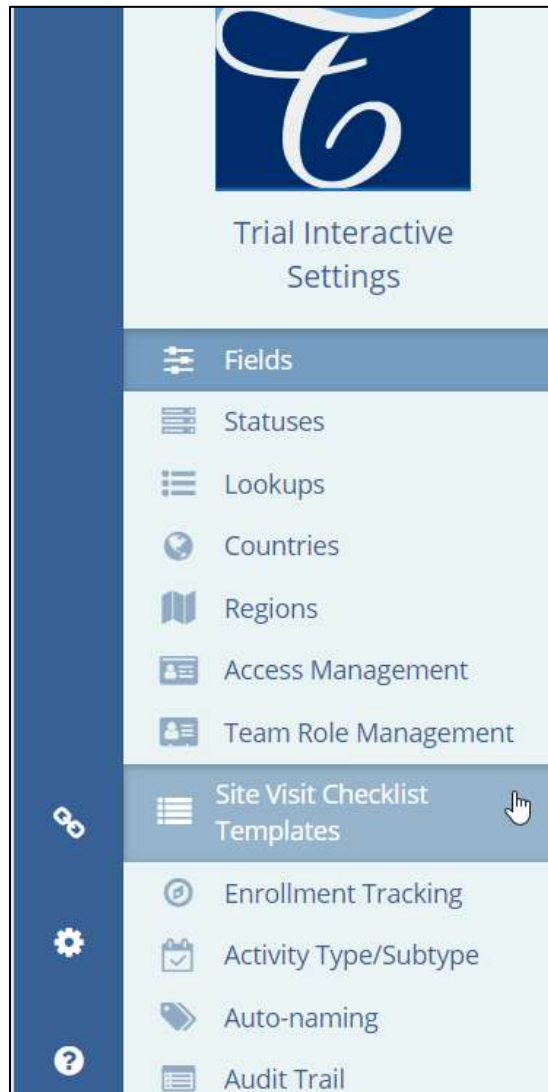 Trial Interactive
Settings
Fields
Statuses
Lookups
Countries
Regions
Access Management
Team Role Management
Site Visit Checklist
Templates
Enrollment Tracking
Activity Type/Subtype
Auto-naming
Audit Trail